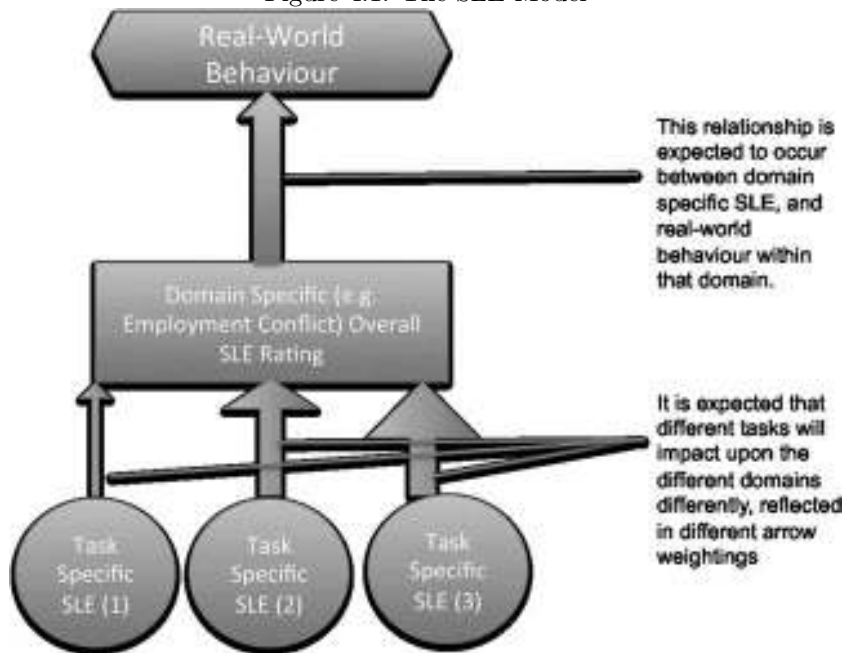 Figure 4.1: The SLE Model
Real-World
Behaviour
This relationship is
expected to occur
between domain
specific SLE, and
real-world
behaviour within
that domain.
Domain Specific (e.g.
Employment Conflict) Overall
SLE Rating
It is expected that
different tasks will
impact upon the
different domains
differently, reflected
in different arrow
weightings
Task
Specific
SLE (1)
Task
Specific
SLE (2)
Task
Specific
SLE (3)